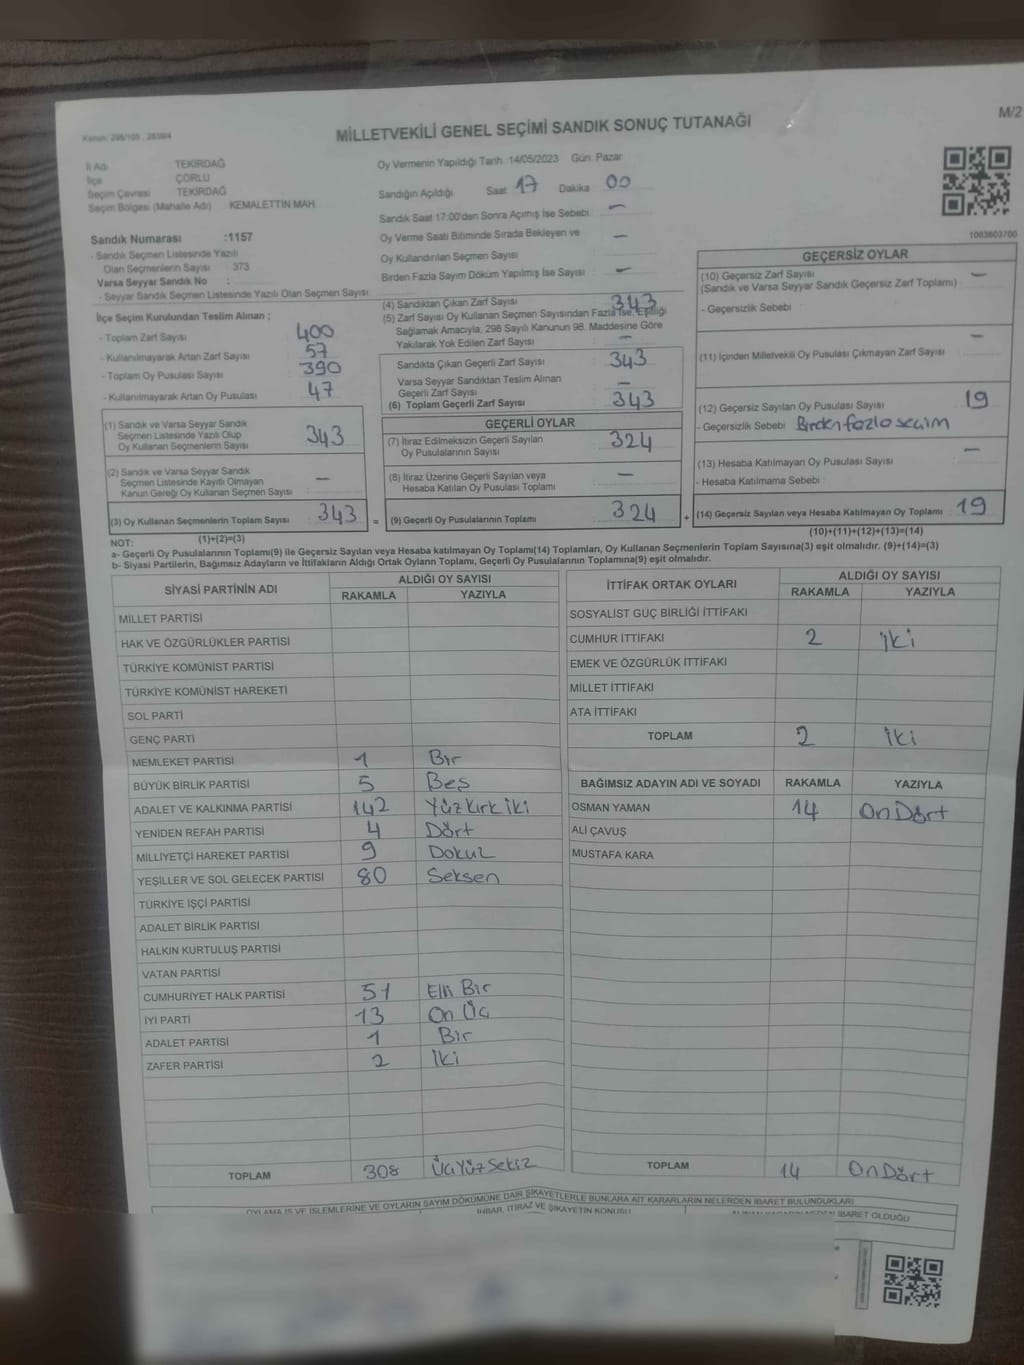 Kanun: 298/105 , 2839/4
M/2
MİLLETVEKİLİ GENEL SEÇİMİ SANDIK SONUÇ TUTANAĞI
İl Adı TEKİRDAĞ
İlçe ÇORLU
Seçim Çevresi TEKİRDAĞ
Seçim Bölgesi (Mahalle Adı) KEMALETTİN MAH.
Oy Vermenin Yapıldığı Tarih :14/05/2023 Gün: Pazar
Sandığın Açıldığı Saat 17 Dakika 00
Sandık Saat 17:00'den Sonra Açımış İse Sebebi : —
Oy Verme Saati Bitiminde Sırada Bekleyen ve
Oy Kullandırılan Seçmen Sayısı —
Birden Fazla Sayım Döküm Yapılmış İse Sayısı : —
1083603700
Sandık Numarası :1157
- Sandık Seçmen Listesinde Yazılı
Olan Seçmenlerin Sayısı : 373
Varsa Seyyar Sandık No :
- Seyyar Sandık Seçmen Listesinde Yazılı Olan Seçmen Sayısı:
İlçe Seçim Kurulundan Teslim Alınan ;
- Toplam Zarf Sayısı : 400
- Kullanılmayarak Artan Zarf Sayısı : 57
- Toplam Oy Pusulası Sayısı : 390
- Kullanılmayarak Artan Oy Pusulası : 47
(4) Sandıktan Çıkan Zarf Sayısı : 343
(5) Zarf Sayısı Oy Kullanan Seçmen Sayısından Fazla İse, Eşitliği
Sağlamak Amacıyla, 298 Sayılı Kanunun 98. Maddesine Göre
Yakılarak Yok Edilen Zarf Sayısı : —
Sandıkta Çıkan Geçerli Zarf Sayısı : 343
Varsa Seyyar Sandıktan Teslim Alınan
Geçerli Zarf Sayısı : —
(6) Toplam Geçerli Zarf Sayısı : 343
GEÇERSİZ OYLAR
(10) Geçersiz Zarf Sayısı —
(Sandık ve Varsa Seyyar Sandık Geçersiz Zarf Toplamı) :
- Geçersizlik Sebebi :
(11) İçinden Milletvekili Oy Pusulası Çıkmayan Zarf Sayısı : —
(12) Geçersiz Sayılan Oy Pusulası Sayısı : 19
- Geçersizlik Sebebi : Birden fazla seçim
(13) Hesaba Katılmayan Oy Pusulası Sayısı : —
- Hesaba Katılmama Sebebi :
(14) Geçersiz Sayılan veya Hesaba Katılmayan Oy Toplamı : 19
(10)+(11)+(12)+(13)=(14)
(1) Sandık ve Varsa Seyyar Sandık
Seçmen Listesinde Yazılı Olup
Oy Kullanan Seçmenlerin Sayısı : 343
(2) Sandık ve Varsa Seyyar Sandık
Seçmen Listesinde Kayıtlı Olmayan
Kanun Gereği Oy Kullanan Seçmen Sayısı : —
(3) Oy Kullanan Seçmenlerin Toplam Sayısı : 343 =
(1)+(2)=(3)
GEÇERLİ OYLAR
(7) İtiraz Edilmeksizin Geçerli Sayılan
Oy Pusulalarının Sayısı : 324
(8) İtiraz Üzerine Geçerli Sayılan veya
Hesaba Katılan Oy Pusulası Toplamı : —
(9) Geçerli Oy Pusulalarının Toplamı : 324 +
NOT:
a- Geçerli Oy Pusulalarının Toplamı(9) ile Geçersiz Sayılan veya Hesaba katılmayan Oy Toplamı(14) Toplamları, Oy Kullanan Seçmenlerin Toplam Sayısına(3) eşit olmalıdır. (9)+(14)=(3)
b- Siyasi Partilerin, Bağımsız Adayların ve İttifakların Aldığı Ortak Oyların Toplamı, Geçerli Oy Pusulalarının Toplamına(9) eşit olmalıdır.
SİYASİ PARTİNİN ADI ALDIĞI OY SAYISI
RAKAMLA YAZIYLA
MİLLET PARTİSİ
HAK VE ÖZGÜRLÜKLER PARTİSİ
TÜRKİYE KOMÜNİST PARTİSİ
TÜRKİYE KOMÜNİST HAREKETİ
SOL PARTİ
GENÇ PARTİ
MEMLEKET PARTİSİ 1 Bir
BÜYÜK BİRLİK PARTİSİ 5 Beş
ADALET VE KALKINMA PARTİSİ 142 Yüz kırk iki
YENİDEN REFAH PARTİSİ 4 Dört
MİLLİYETÇİ HAREKET PARTİSİ 9 Dokuz
YEŞİLLER VE SOL GELECEK PARTİSİ 80 Seksen
TÜRKİYE İŞÇİ PARTİSİ
ADALET BİRLİK PARTİSİ
HALKIN KURTULUŞ PARTİSİ
VATAN PARTİSİ
CUMHURİYET HALK PARTİSİ 51 Elli Bir
İYİ PARTİ 13 On Üç
ADALET PARTİSİ 1 Bir
ZAFER PARTİSİ 2 İki
TOPLAM 308 Üçyüz Sekiz
İTTİFAK ORTAK OYLARI ALDIĞI OY SAYISI
RAKAMLA YAZIYLA
SOSYALİST GÜÇ BİRLİĞİ İTTİFAKI
CUMHUR İTTİFAKI 2 iki
EMEK VE ÖZGÜRLÜK İTTİFAKI
MİLLET İTTİFAKI
ATA İTTİFAKI
TOPLAM 2 iki
BAĞIMSIZ ADAYIN ADI VE SOYADI RAKAMLA YAZIYLA
OSMAN YAMAN 14 On Dört
ALİ ÇAVUŞ
MUSTAFA KARA
TOPLAM 14 On Dört
OYLAMA İŞ VE İŞLEMLERİNE VE OYLARIN SAYIM DÖKÜMÜNE DAİR ŞİKAYETLERLE BUNLARA AİT KARARLARIN NELERDEN İBARET BULUNDUKLARI
İHBAR, İTİRAZ VE ŞİKAYETİN KONUSU
İBARET OLDUĞU